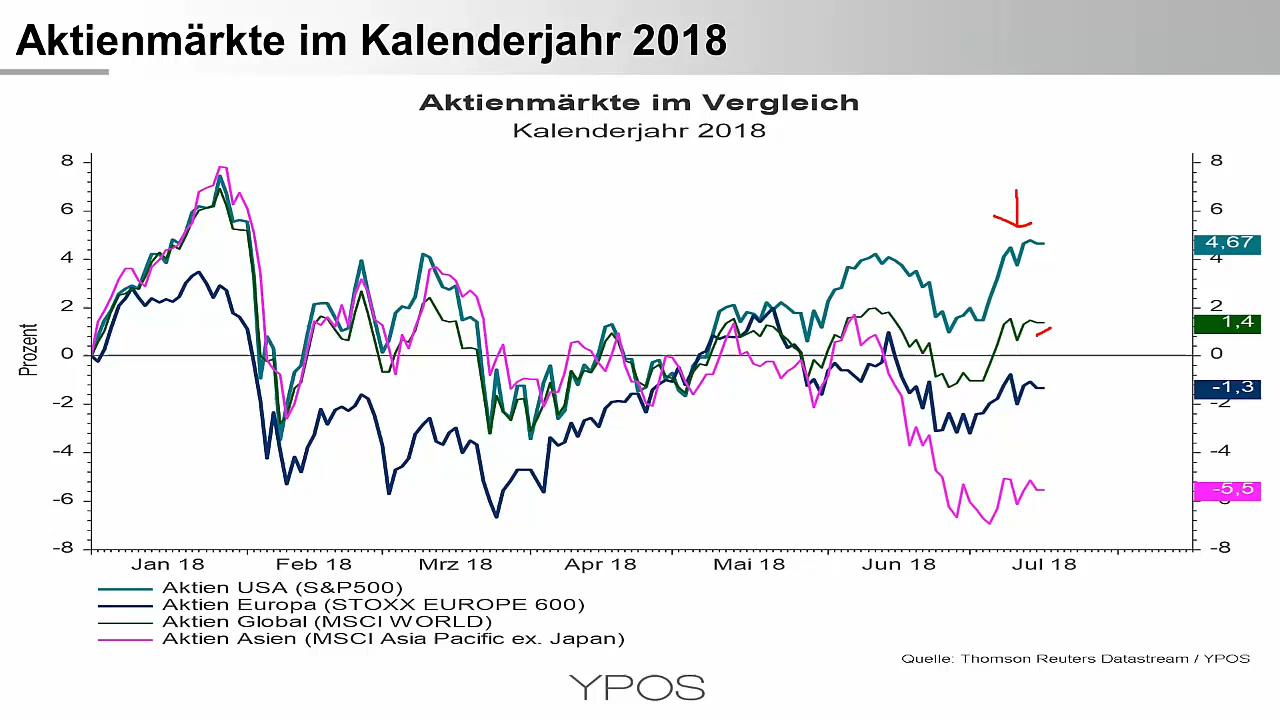 Aktienmärkte im Kalenderjahr 2018
Aktienmärkte im Vergleich
Kalenderjahr 2018
Prozent
8 8
6 6
4,67
4 4
2 2
1,4
0 0
-1,3
-2 -2
-4 -4
-5,5
-6
-8 -8
Jan 18 Feb 18 Mrz 18 Apr 18 Mai 18 Jun 18 Jul 18
Aktien USA (S&P500)
Aktien Europa (STOXX EUROPE 600)
Aktien Global (MSCI WORLD)
Aktien Asien (MSCI Asia Pacific ex. Japan)
Quelle: Thomson Reuters Datastream / YPOS
YPOS